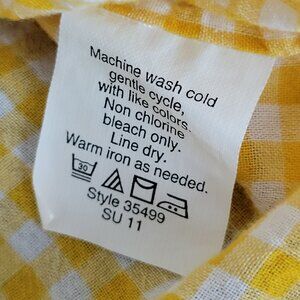 Machine wash cold
gentle cycle,
with like colors.
Non chlorine
bleach only.
Line dry.
Warm iron as needed.
30
Style 35499
SU 11